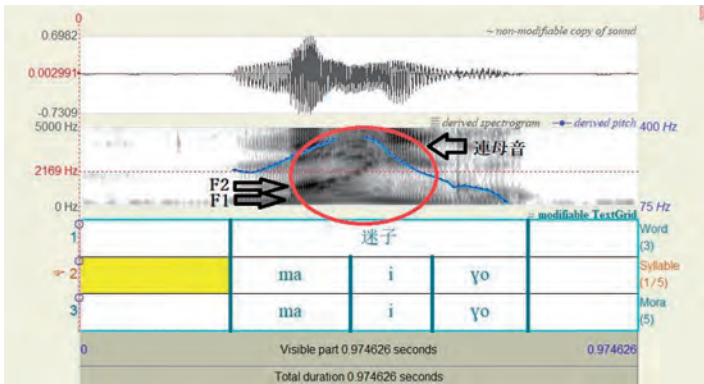 0
0.6982
~ non-modifiable copy of sound
0.002991
-0.7309
5000 Hz
derived spectrogram derived pitch 400 Hz
連母音
2169 Hz
F2
F1
0 Hz
75 Hz
modifiable TextGrid
1 迷子 Word
(3)
2 ma i ɣo Syllable
(1/5)
3 ma i ɣo Mora
(5)
0 Visible part 0.974626 seconds 0.974626
Total duration 0.974626 seconds